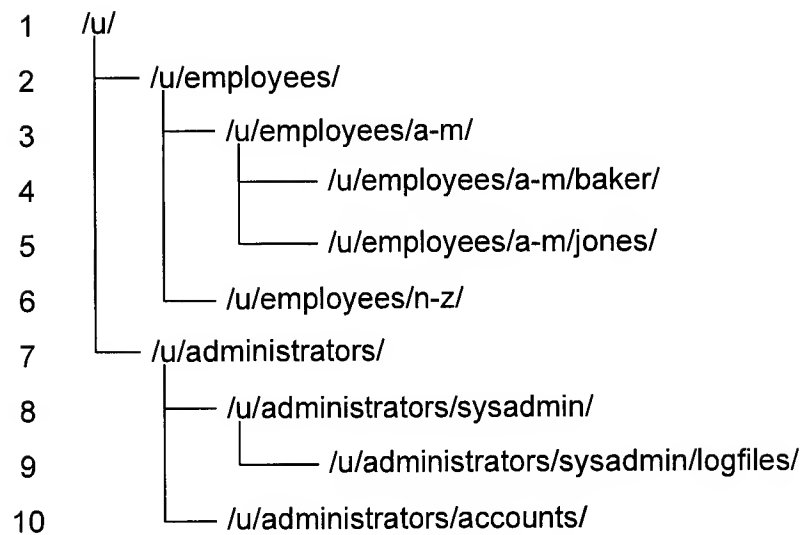 1 /u/
2 /u/employees/
3 /u/employees/a-m/
4 /u/employees/a-m/baker/
5 /u/employees/a-m/jones/
6 /u/employees/n-z/
7 /u/administrators/
8 /u/administrators/sysadmin/
9 /u/administrators/sysadmin/logfiles/
10 /u/administrators/accounts/